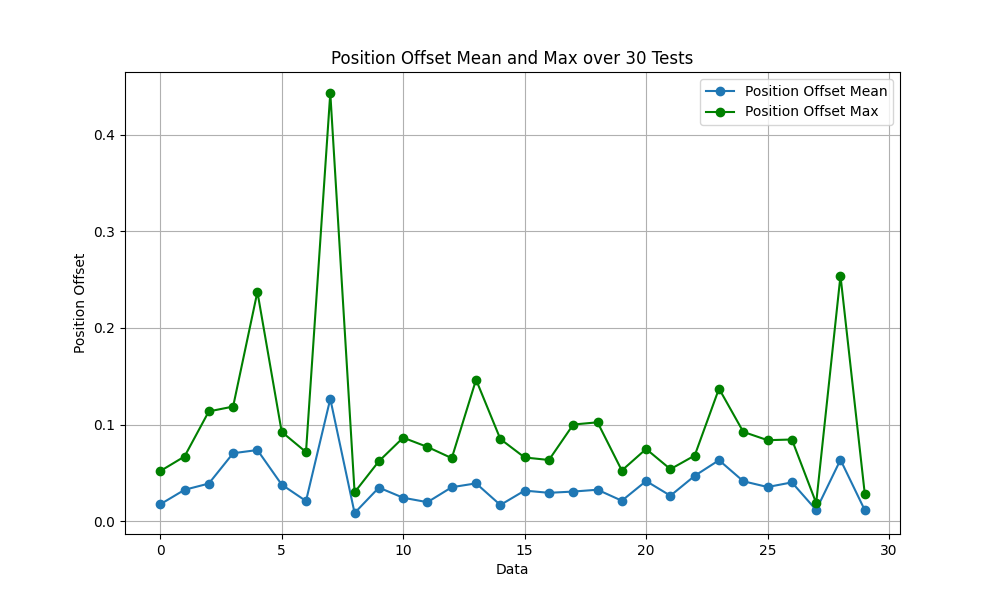 Position Offset Mean and Max over 30 Tests
Position Offset Mean
Position Offset Max
Position Offset
0.4
0.3
0.2
0.1
0.0
0 5 10 15 20 25 30
Data